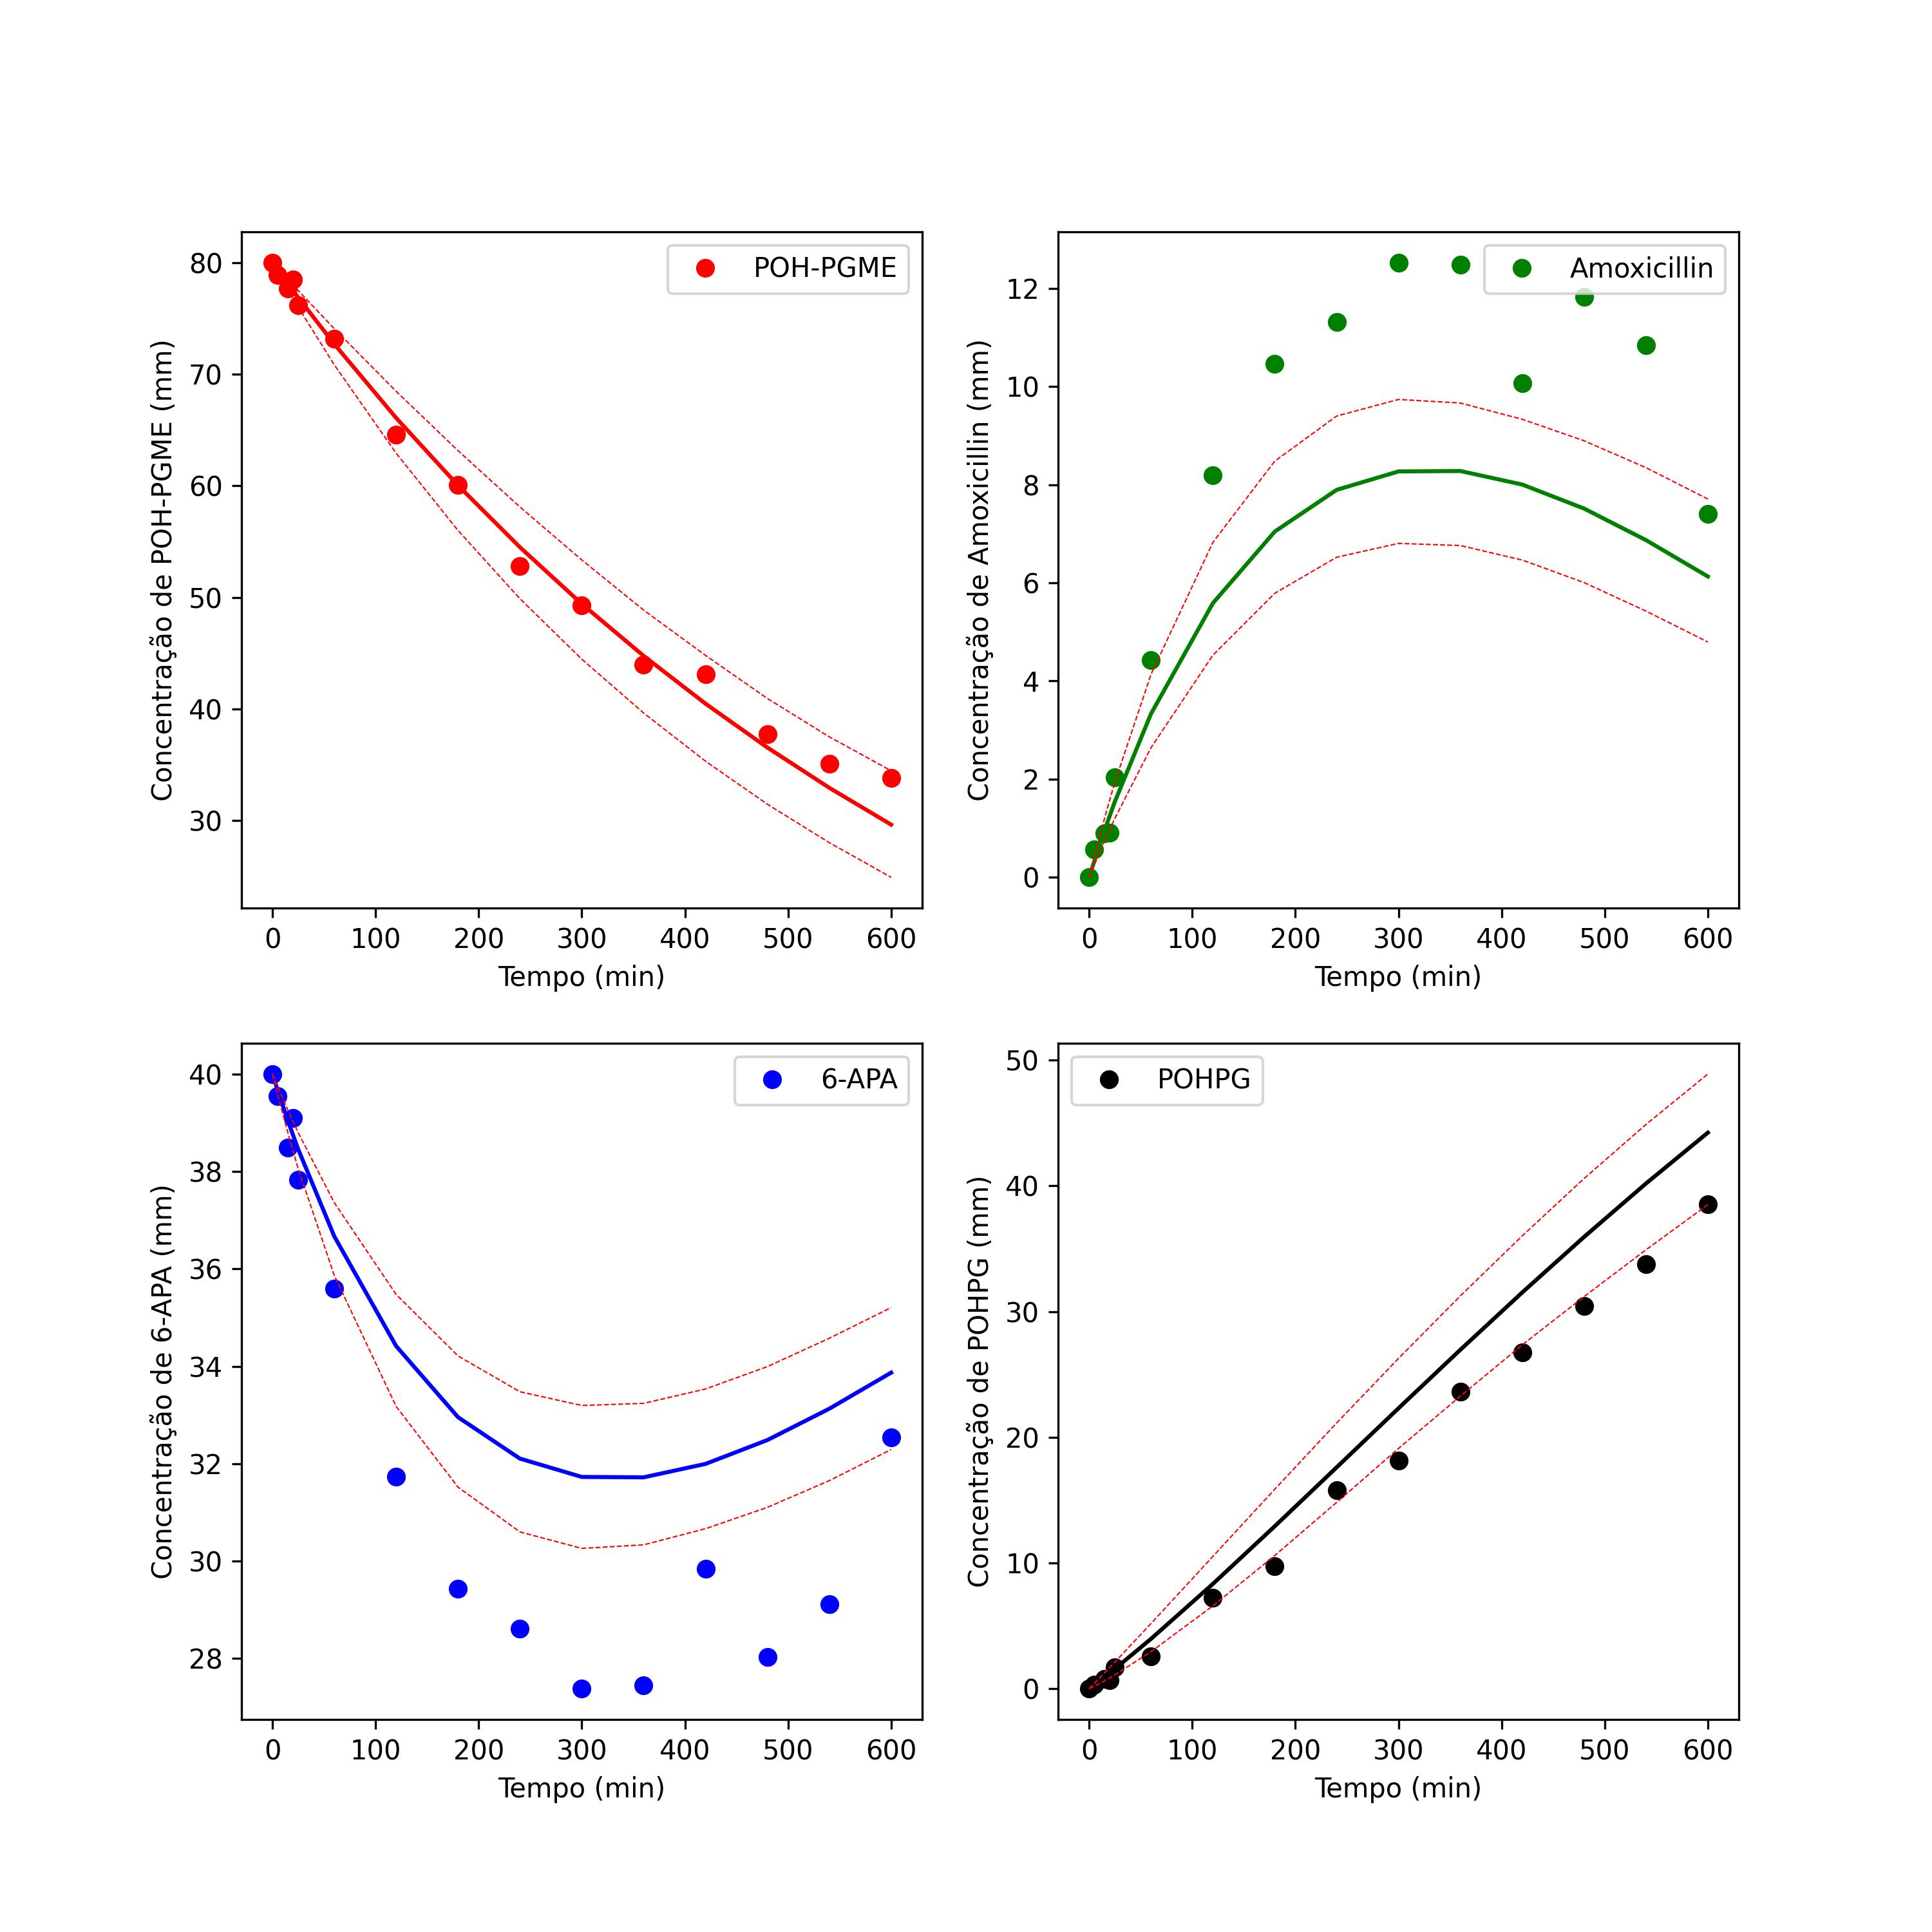 POH-PGME
Concentração de POH-PGME (mm)
80
70
60
50
40
30
0 100 200 300 400 500 600
Tempo (min)
Amoxicillin
Concentração de Amoxicillin (mm)
12
10
8
6
4
2
0
0 100 200 300 400 500 600
Tempo (min)
6-APA
Concentração de 6-APA (mm)
40
38
36
34
32
30
28
0 100 200 300 400 500 600
Tempo (min)
POHPG
Concentração de POHPG (mm)
50
40
30
20
10
0
0 100 200 300 400 500 600
Tempo (min)